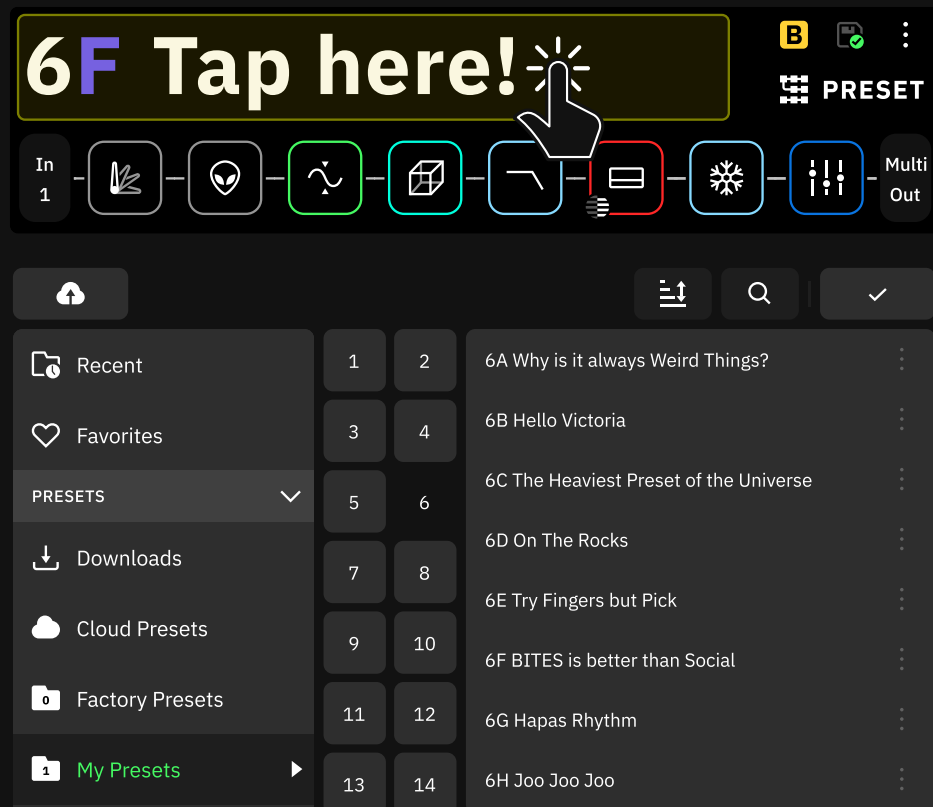 6F Tap here!
B
PRESET
In
1
Multi
Out
Recent
Favorites
PRESETS
Downloads
Cloud Presets
0 Factory Presets
1 My Presets
1 2
3 4
5 6
7 8
9 10
11 12
13 14
6A Why is it always Weird Things?
6B Hello Victoria
6C The Heaviest Preset of the Universe
6D On The Rocks
6E Try Fingers but Pick
6F BITES is better than Social
6G Hapas Rhythm
6H Joo Joo Joo